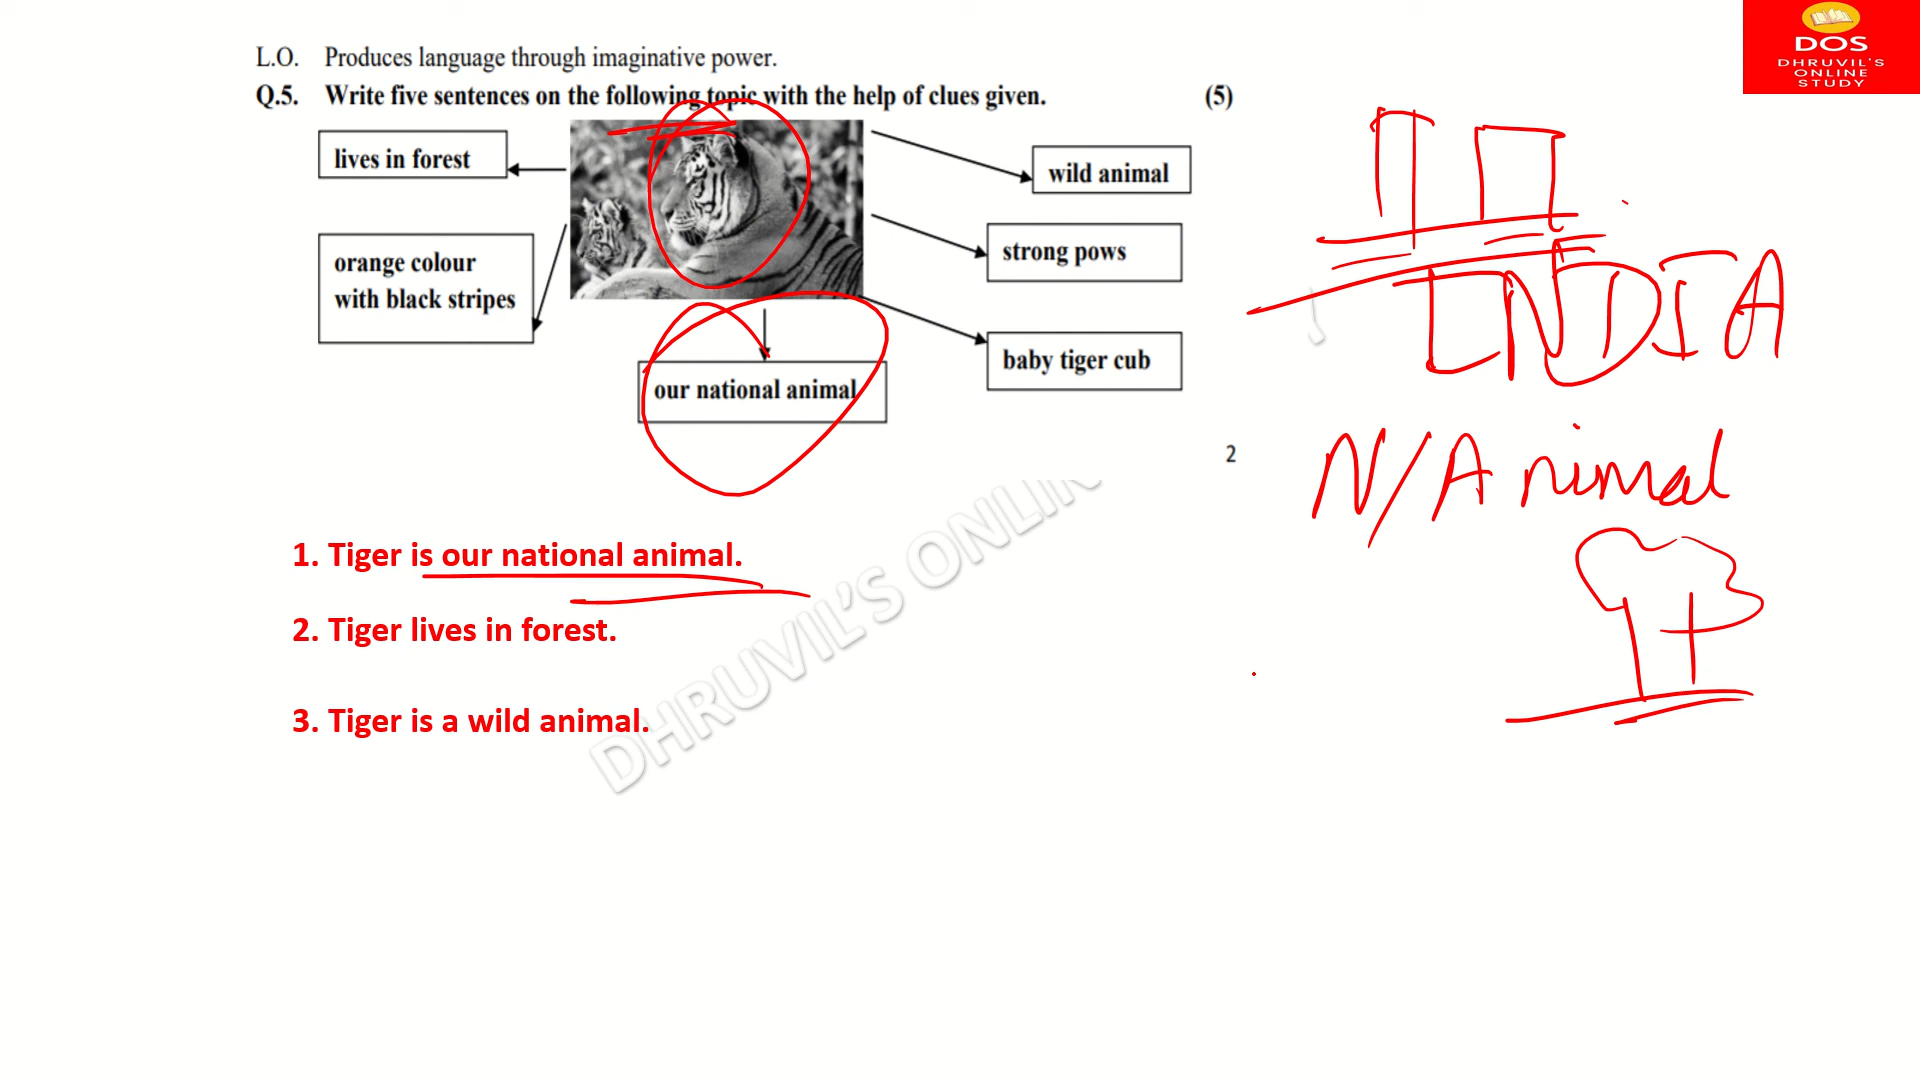 DOS
DHRUVIL'S
ONLINE
STUDY
L.O. Produces language through imaginative power.
Q.5. Write five sentences on the following topic with the help of clues given. (5)
lives in forest
wild animal
strong pows
orange colour
with black stripes
baby tiger cub
our national animal
INDIA
2
N/Animal
1. Tiger is our national animal.
2. Tiger lives in forest.
3. Tiger is a wild animal.
DHRUVIL'S ONLIN